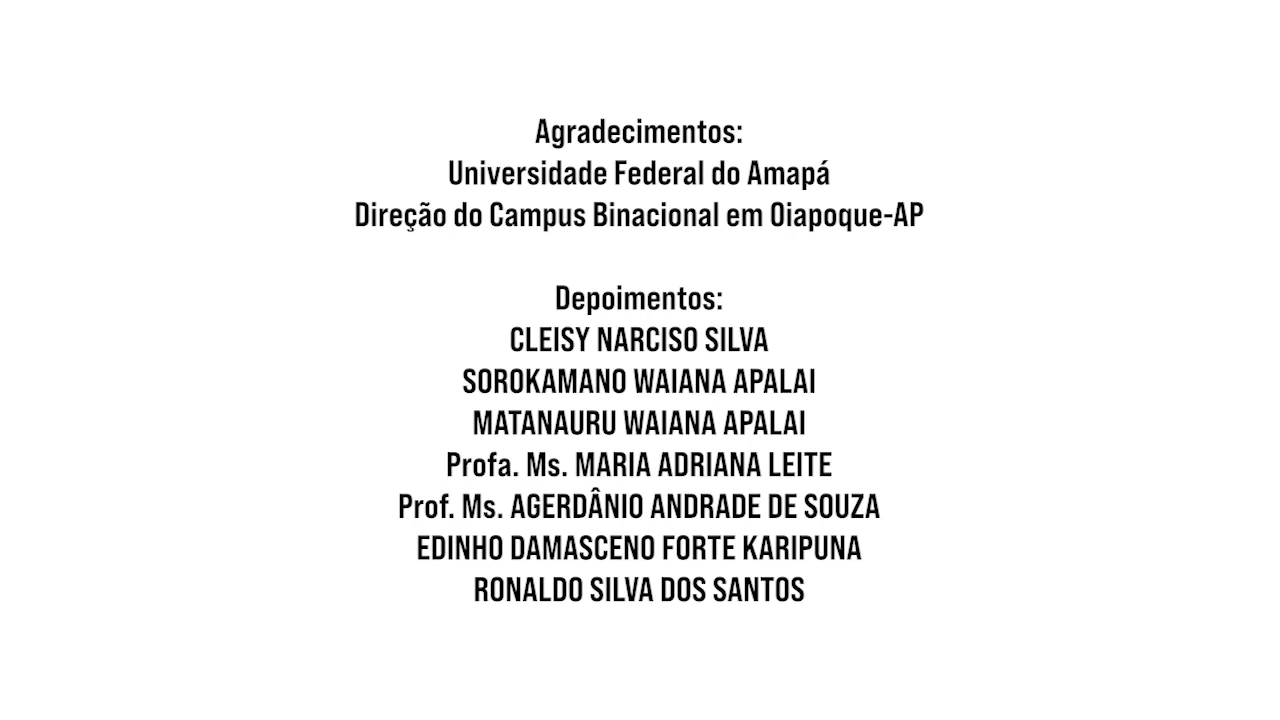 Agradecimentos:
Universidade Federal do Amapá
Direção do Campus Binacional em Oiapoque-AP
Depoimentos:
CLEISY NARCISO SILVA
SOROKAMANO WAIANA APALAI
MATANAURU WAIANA APALAI
Profa. Ms. MARIA ADRIANA LEITE
Prof. Ms. AGERDÂNIO ANDRADE DE SOUZA
EDINHO DAMASCENO FORTE KARIPUNA
RONALDO SILVA DOS SANTOS